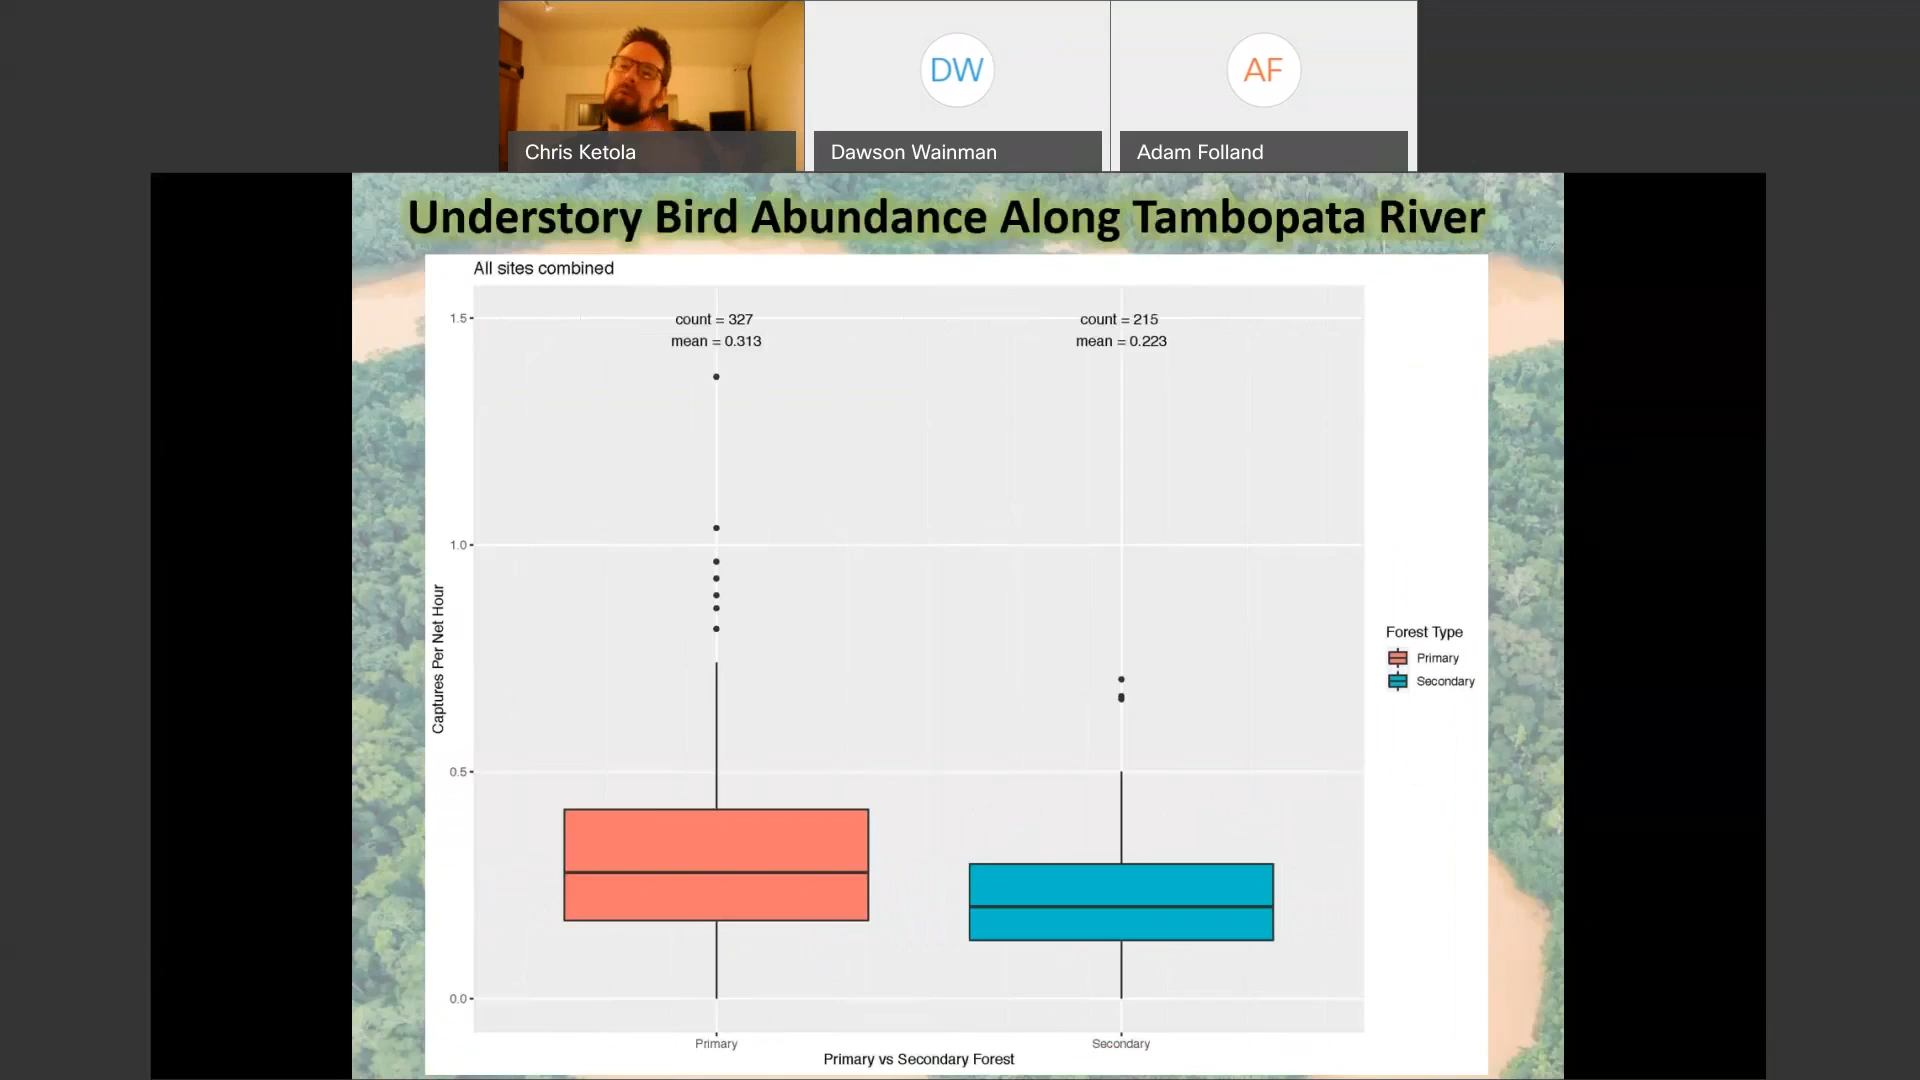 DW
AF
Chris Ketola
Dawson Wainman
Adam Folland
Understory Bird Abundance Along Tambopata River
All sites combined
1.5
count = 327
mean = 0.313
count = 215
mean = 0.223
1.0
Captures Per Net Hour
0.5
0.0
Forest Type
Primary
Secondary
Primary
Secondary
Primary vs Secondary Forest